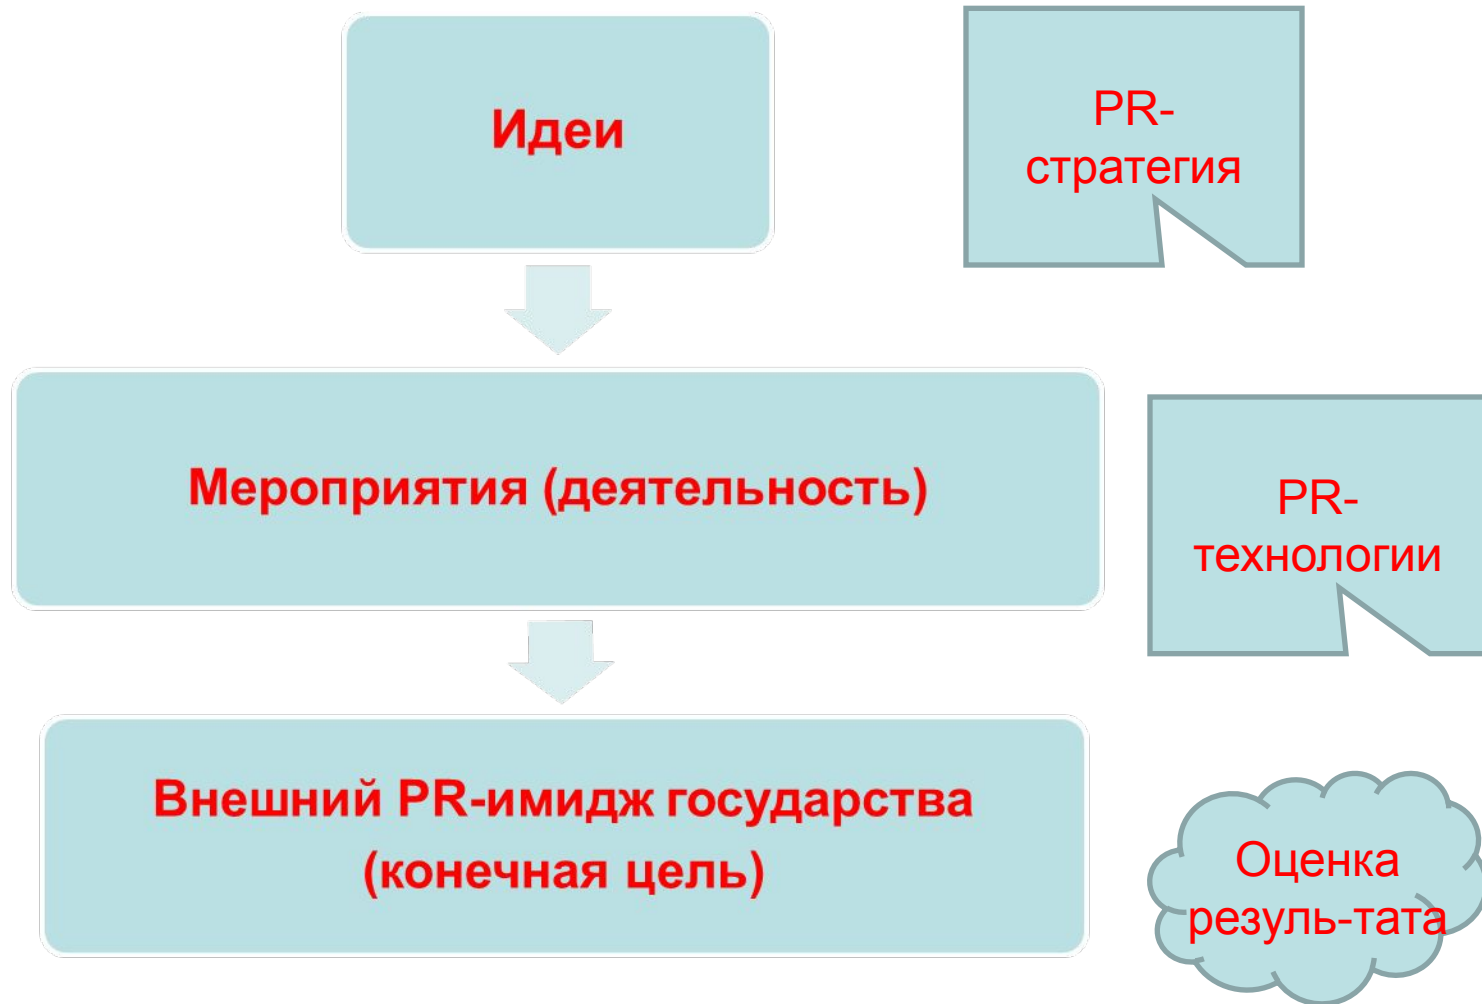 Идеи
PR-
стратегия
Мероприятия (деятельность)
PR-
технологии
Внешний PR-имидж государства
(конечная цель)
Оценка
резуль-тата